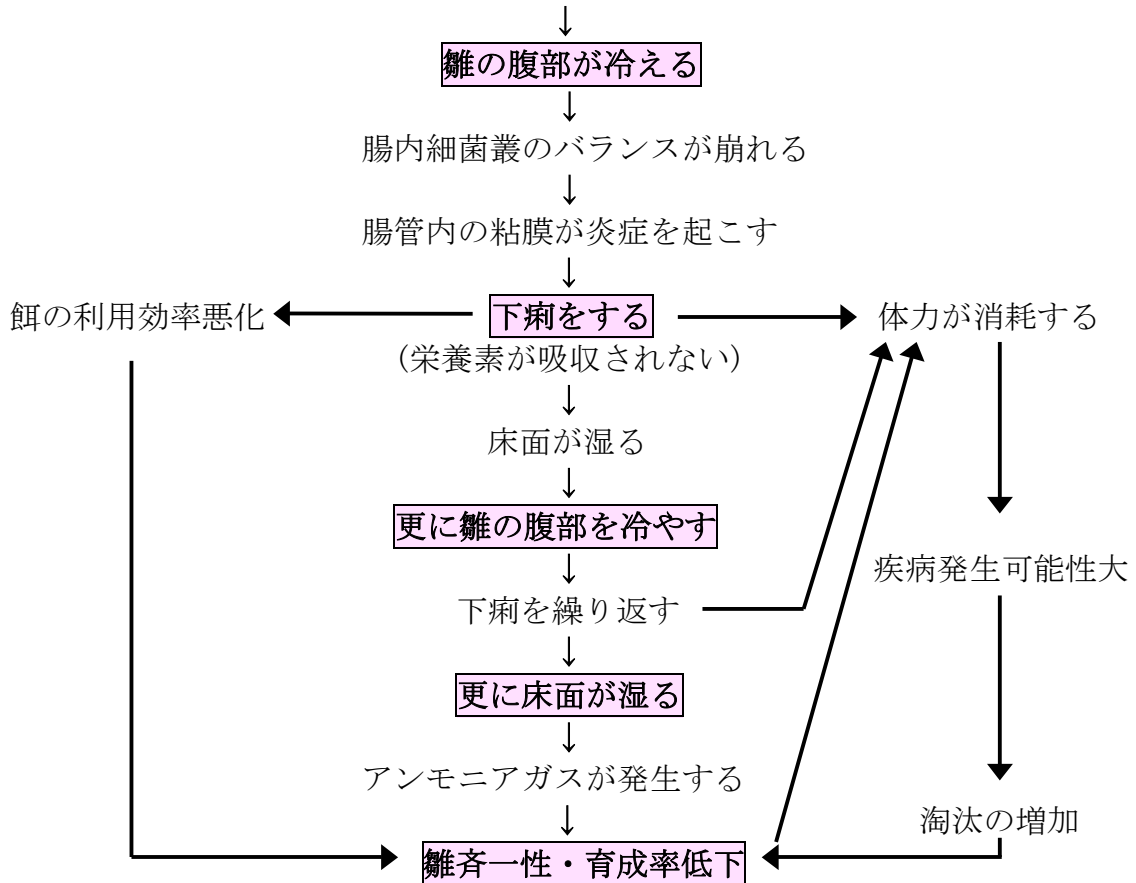 雛の腹部が冷える
腸内細菌叢のバランスが崩れる
腸管内の粘膜が炎症を起こす
餌の利用効率悪化
下痢をする
体力が消耗する
（栄養素が吸収されない）
床面が湿る
更に雛の腹部を冷やす
疾病発生可能性大
下痢を繰り返す
更に床面が湿る
アンモニアガスが発生する
淘汰の増加
雛斉一性・育成率低下